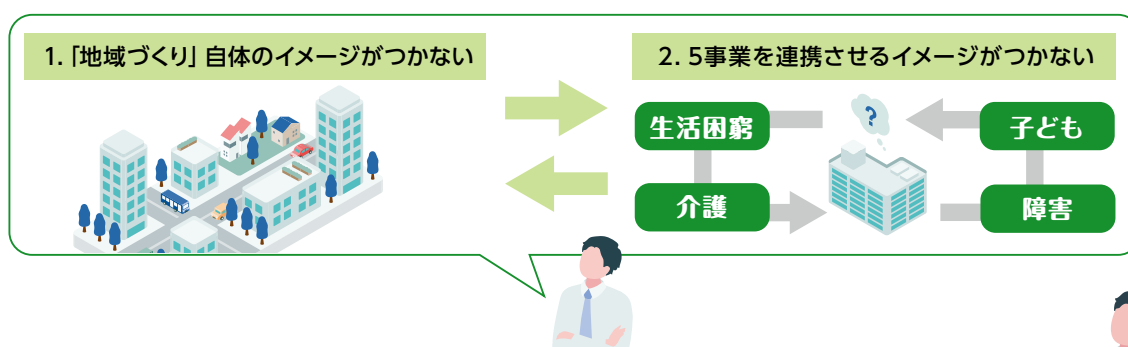 1.「地域づくり」自体のイメージがつかない
2. 5事業を連携させるイメージがつかない
?
生活困窮
子ども
介護
障害